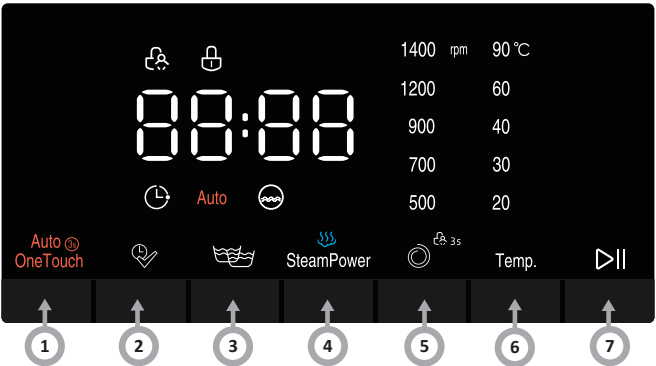 1400 rpm 90 °C
1200 60
88:88
900 40
700 30
Auto
500 20
Auto 3s
OneTouch
SteamPower
3s
Temp.
1 2 3 4 5 6 7